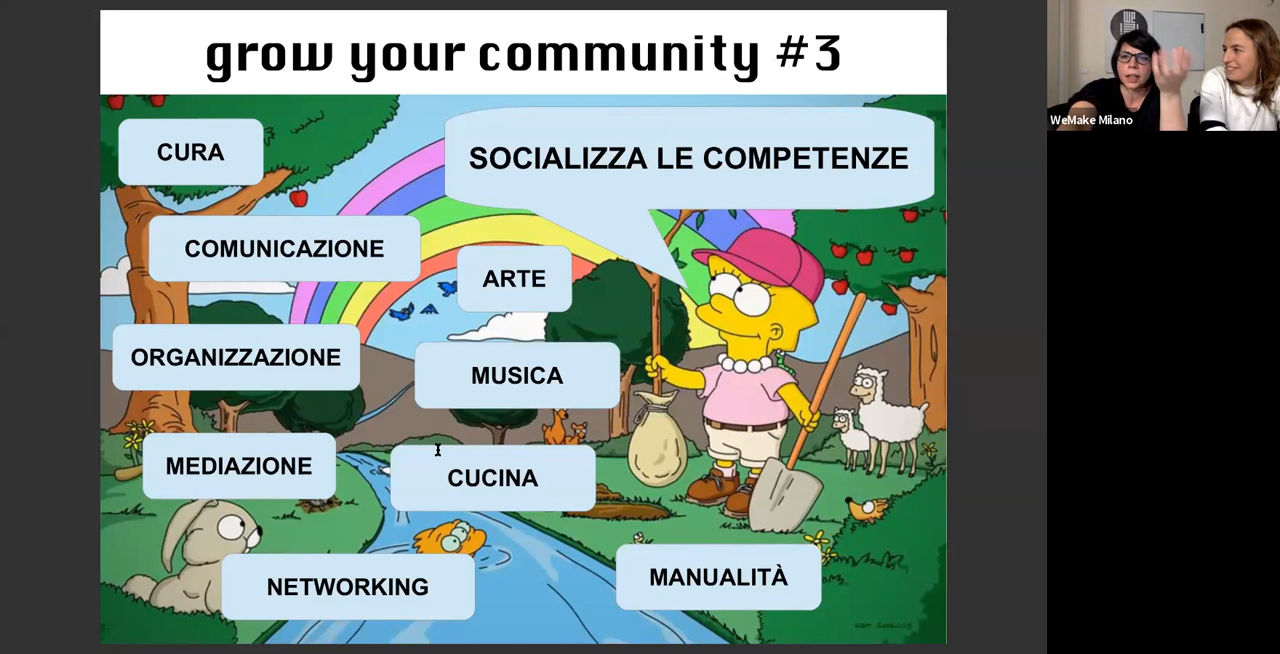 grow your community #3
CURA
SOCIALIZZA LE COMPETENZE
COMUNICAZIONE
ARTE
ORGANIZZAZIONE
MUSICA
MEDIAZIONE
CUCINA
NETWORKING
MANUALITÀ
WeMake Milano